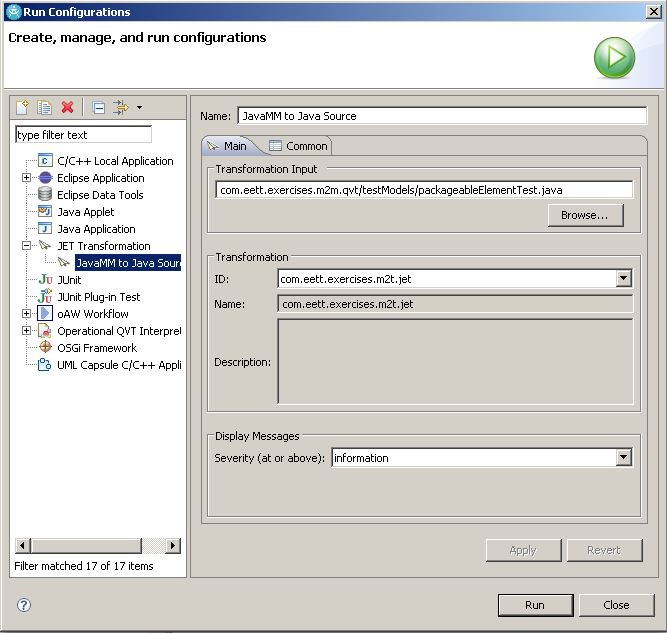 Run Configurations
Create, manage, and run configurations
type filter text
C/C++ Local Application
Eclipse Application
Eclipse Data Tools
Java Applet
Java Application
JET Transformation
JavaMM to Java Sour
JUnit
JUnit Plug-in Test
oAW Workflow
Operational QVT Interpret
OSGi Framework
UML Capsule C/C++ Appli
Filter matched 17 of 17 items
Name: JavaMM to Java Source
Main Common
Transformation Input
com.eett.exercises.m2m.qvt/testModels/packageableElementTest.java
Browse...
Transformation
ID: com.eett.exercises.m2t.jet
Name: com.eett.exercises.m2t.jet
Description:
Display Messages
Severity (at or above): information
Apply Revert
Run Close